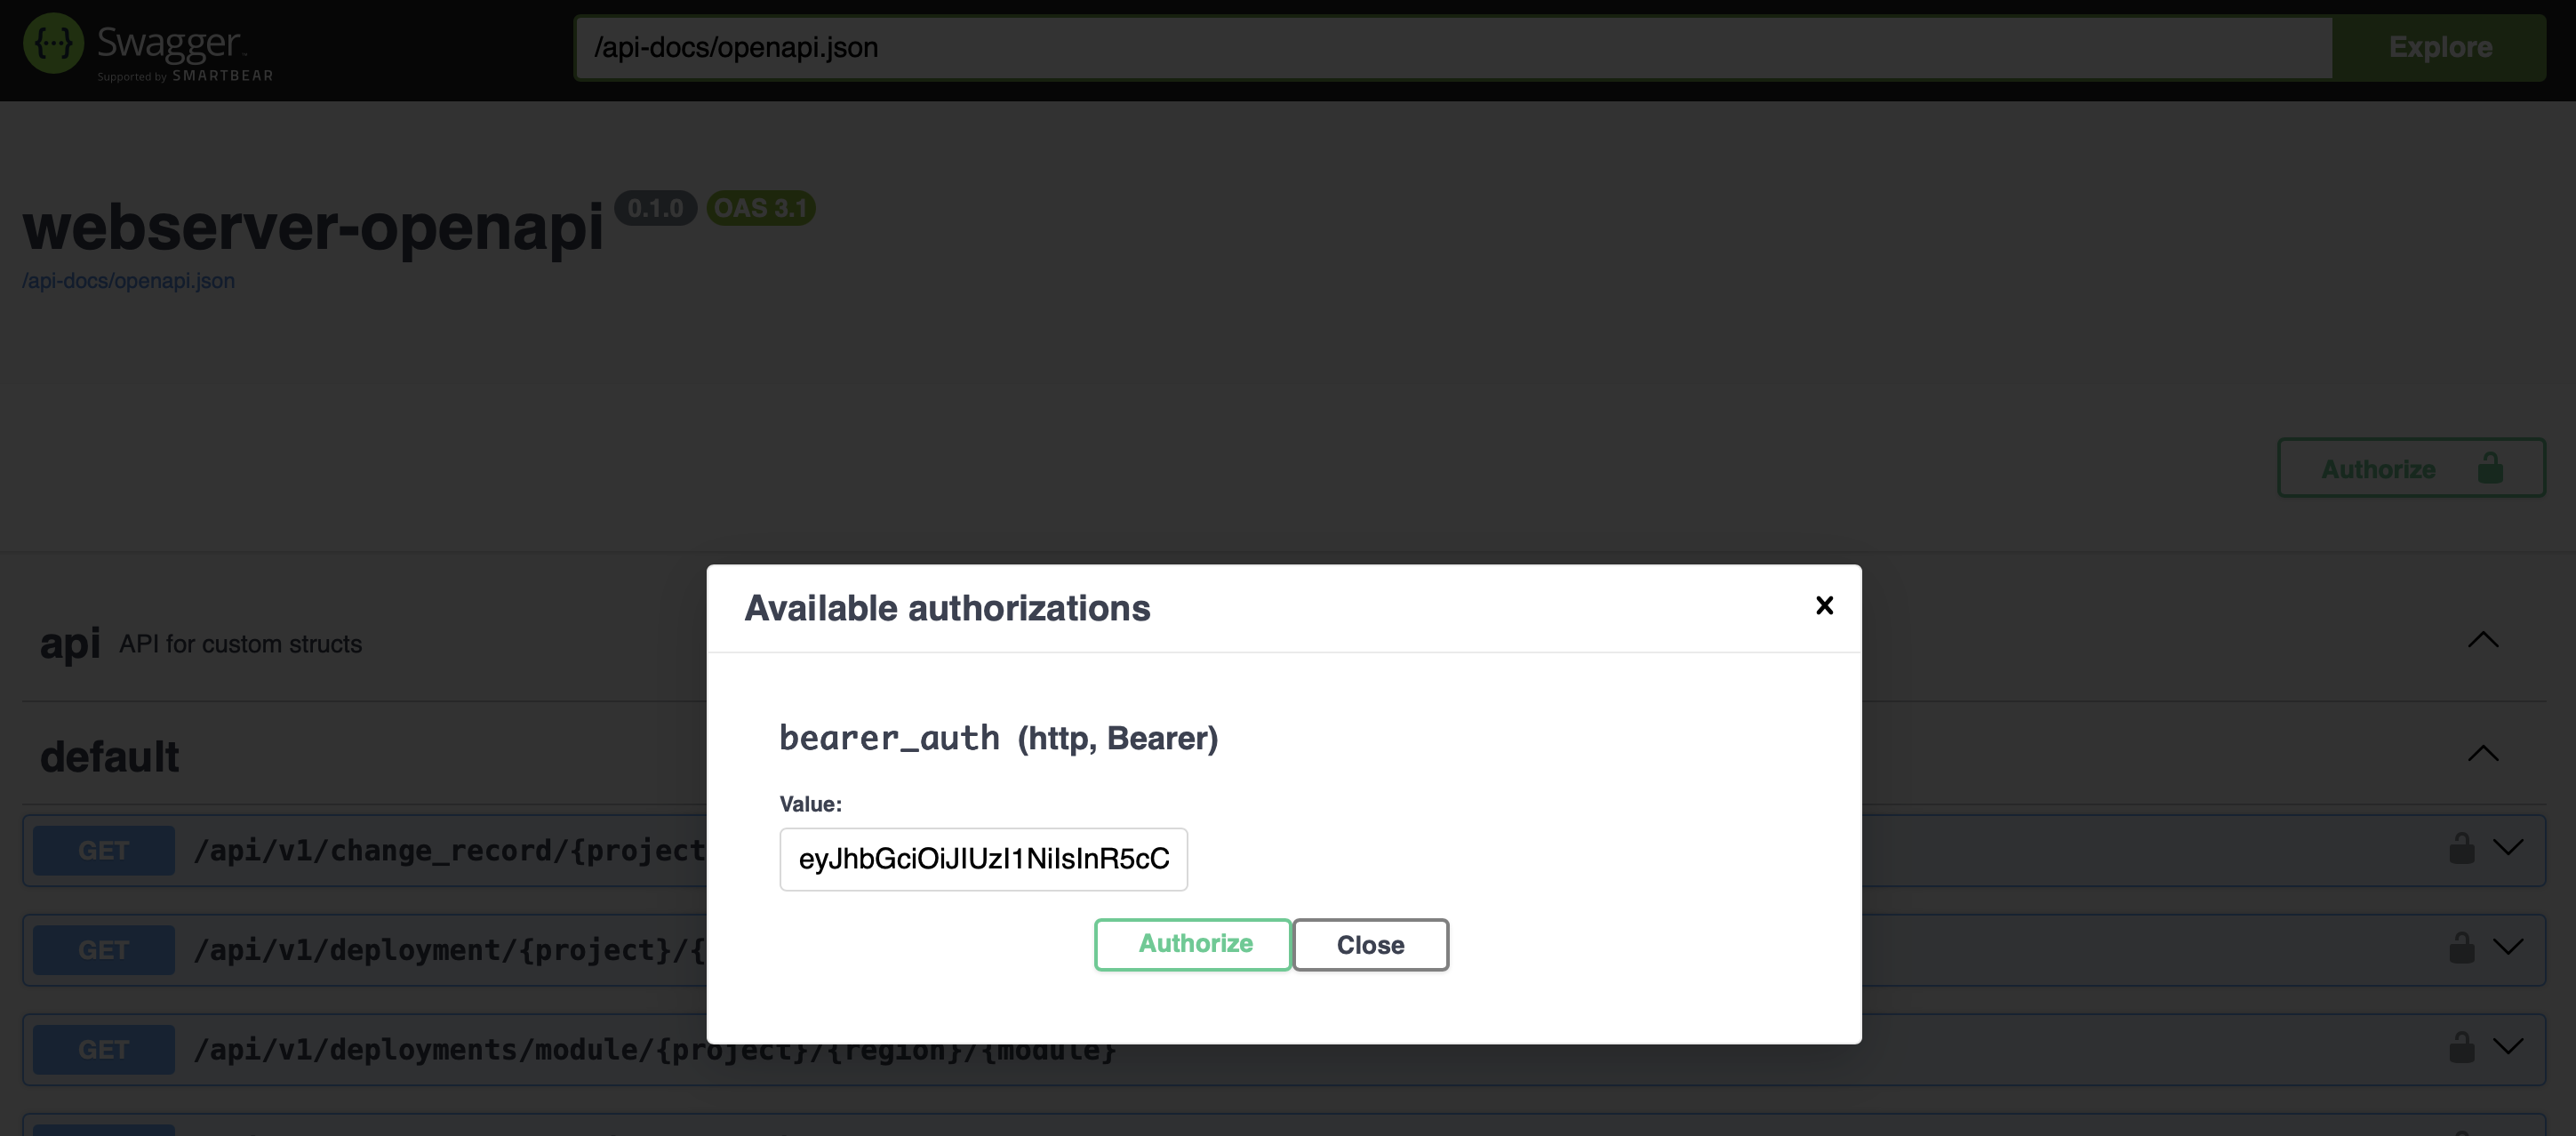 Swagger
Supported by SMARTBEAR
/api-docs/openapi.json
Explore
webserver-openapi 0.1.0 OAS 3.1
/api-docs/openapi.json
Authorize
Available authorizations
api API for custom structs
bearer_auth (http, Bearer)
default
Value:
GET /api/v1/change_record/{project
eyJhbGciOiJIUzI1NiIsInR5cC
Authorize
Close
GET /api/v1/deployment/{project}/{
GET /api/v1/deployments/module/{project}/{region}/{module}